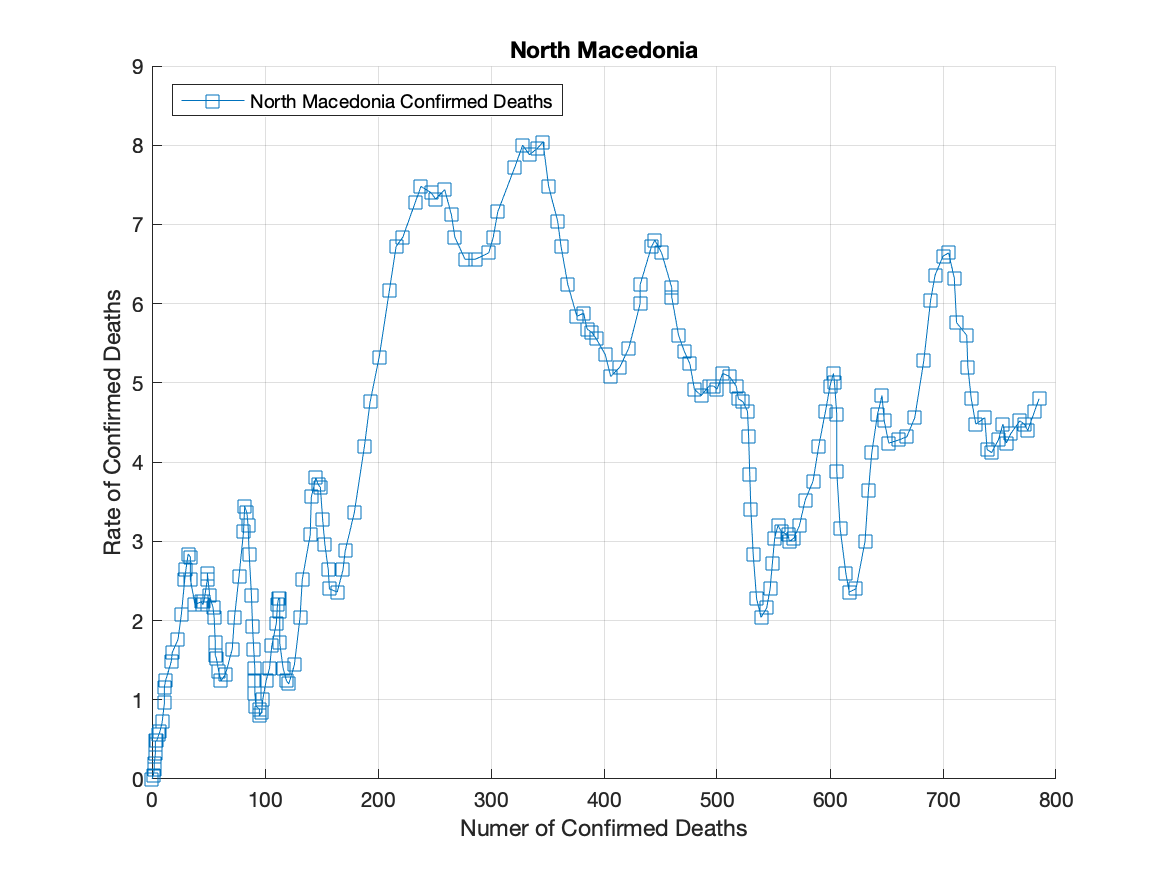 North Macedonia
North Macedonia Confirmed Deaths
9
8
7
6
5
4
3
2
1
0
Rate of Confirmed Deaths
0 100 200 300 400 500 600 700 800
Numer of Confirmed Deaths